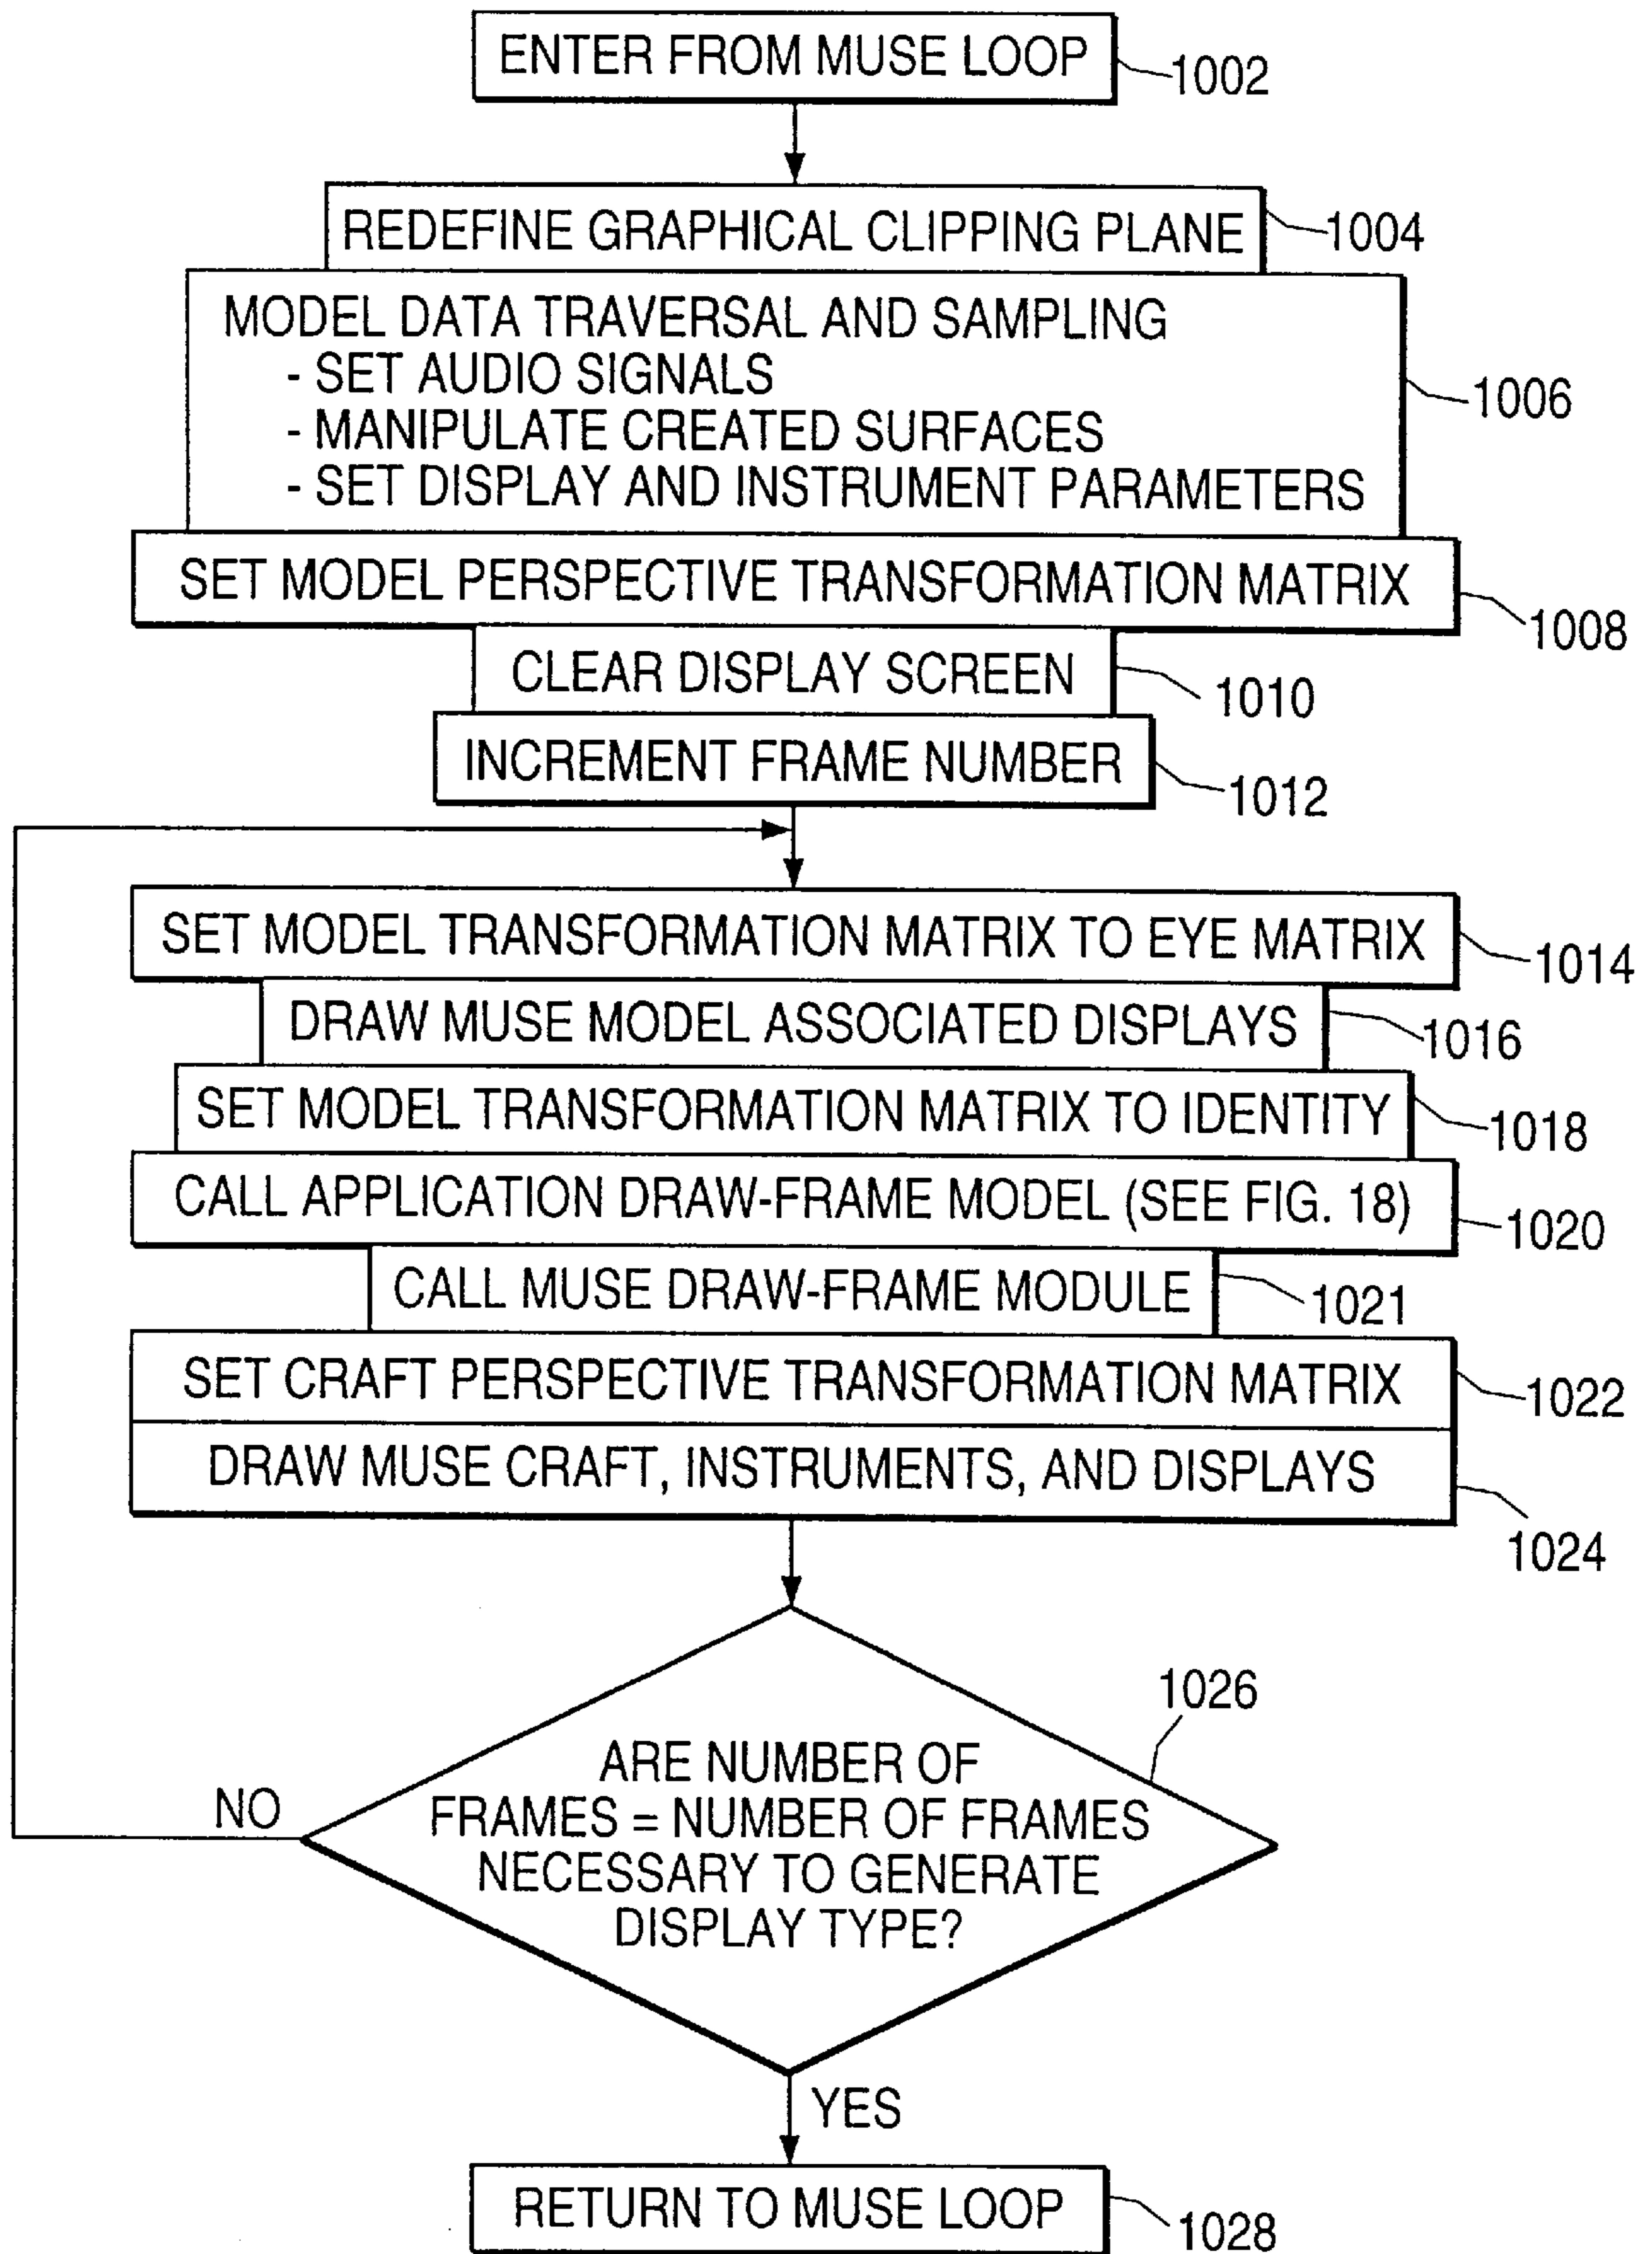 ENTER FROM MUSE LOOP
1002
REDEFINE GRAPHICAL CLIPPING PLANE
1004
MODEL DATA TRAVERSAL AND SAMPLING
- SET AUDIO SIGNALS
- MANIPULATE CREATED SURFACES
- SET DISPLAY AND INSTRUMENT PARAMETERS
1006
SET MODEL PERSPECTIVE TRANSFORMATION MATRIX
1008
CLEAR DISPLAY SCREEN
1010
INCREMENT FRAME NUMBER
1012
SET MODEL TRANSFORMATION MATRIX TO EYE MATRIX
1014
DRAW MUSE MODEL ASSOCIATED DISPLAYS
1016
SET MODEL TRANSFORMATION MATRIX TO IDENTITY
1018
CALL APPLICATION DRAW-FRAME MODEL (SEE FIG. 18)
1020
CALL MUSE DRAW-FRAME MODULE
1021
SET CRAFT PERSPECTIVE TRANSFORMATION MATRIX
1022
DRAW MUSE CRAFT, INSTRUMENTS, AND DISPLAYS
1024
1026
ARE NUMBER OF
FRAMES = NUMBER OF FRAMES
NECESSARY TO GENERATE
DISPLAY TYPE?
NO
YES
RETURN TO MUSE LOOP
1028